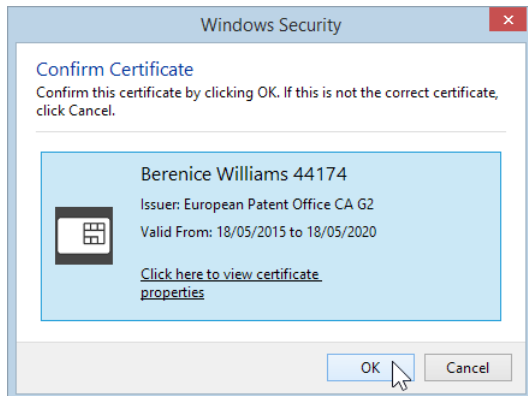 Windows Security
Confirm Certificate
Confirm this certificate by clicking OK. If this is not the correct certificate,
click Cancel.
Berenice Williams 44174
Issuer: European Patent Office CA G2
Valid From: 18/05/2015 to 18/05/2020
Click here to view certificate
properties
OK
Cancel